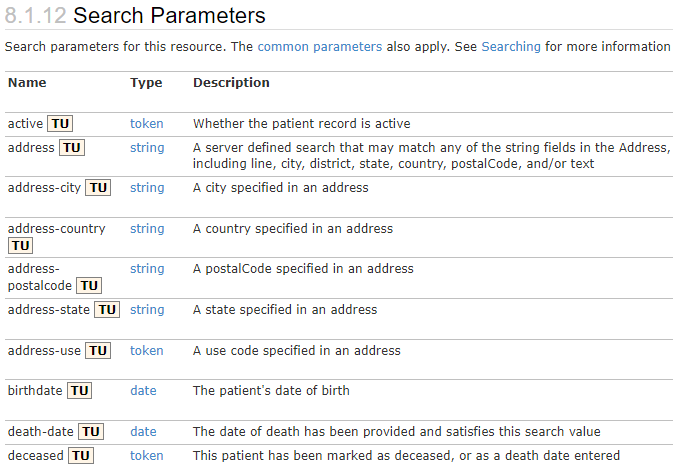 8.1.12 Search Parameters
Search parameters for this resource. The common parameters also apply. See Searching for more information
Name Type Description
active TU token Whether the patient record is active
address TU string A server defined search that may match any of the string fields in the Address,
including line, city, district, state, country, postalCode, and/or text
address-city TU string A city specified in an address
address-country string A country specified in an address
TU
address- string A postalCode specified in an address
postalcode TU
address-state TU string A state specified in an address
address-use TU token A use code specified in an address
birthdate TU date The patient's date of birth
death-date TU date The date of death has been provided and satisfies this search value
deceased TU token This patient has been marked as deceased, or as a death date entered